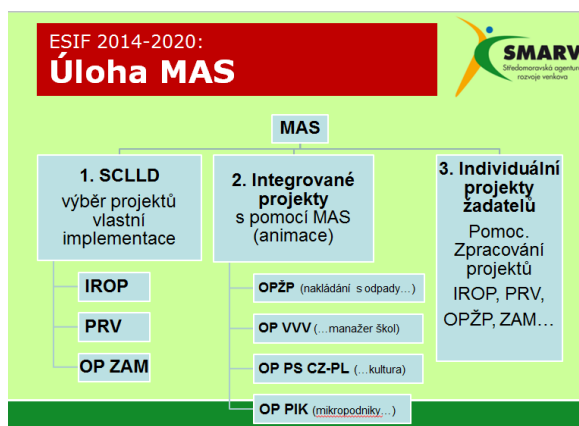 ESIF 2014-2020:
Úloha MAS
SMARV
Středomoravská agentura
rozvoje venkova
MAS
1. SCLLD
výběr projektů
vlastní
implementace
IROP
PRV
OP ZAM
2. Integrované
projekty
s pomocí MAS
(animace)
OPŽP (nakládání s odpady…)
OP VVV (…manažer škol)
OP PS CZ-PL (…kultura)
OP PIK (mikropodniky…)
3. Individuální
projekty
žadatelů
Pomoc.
Zpracování
projektů
IROP, PRV,
OPŽP, ZAM…